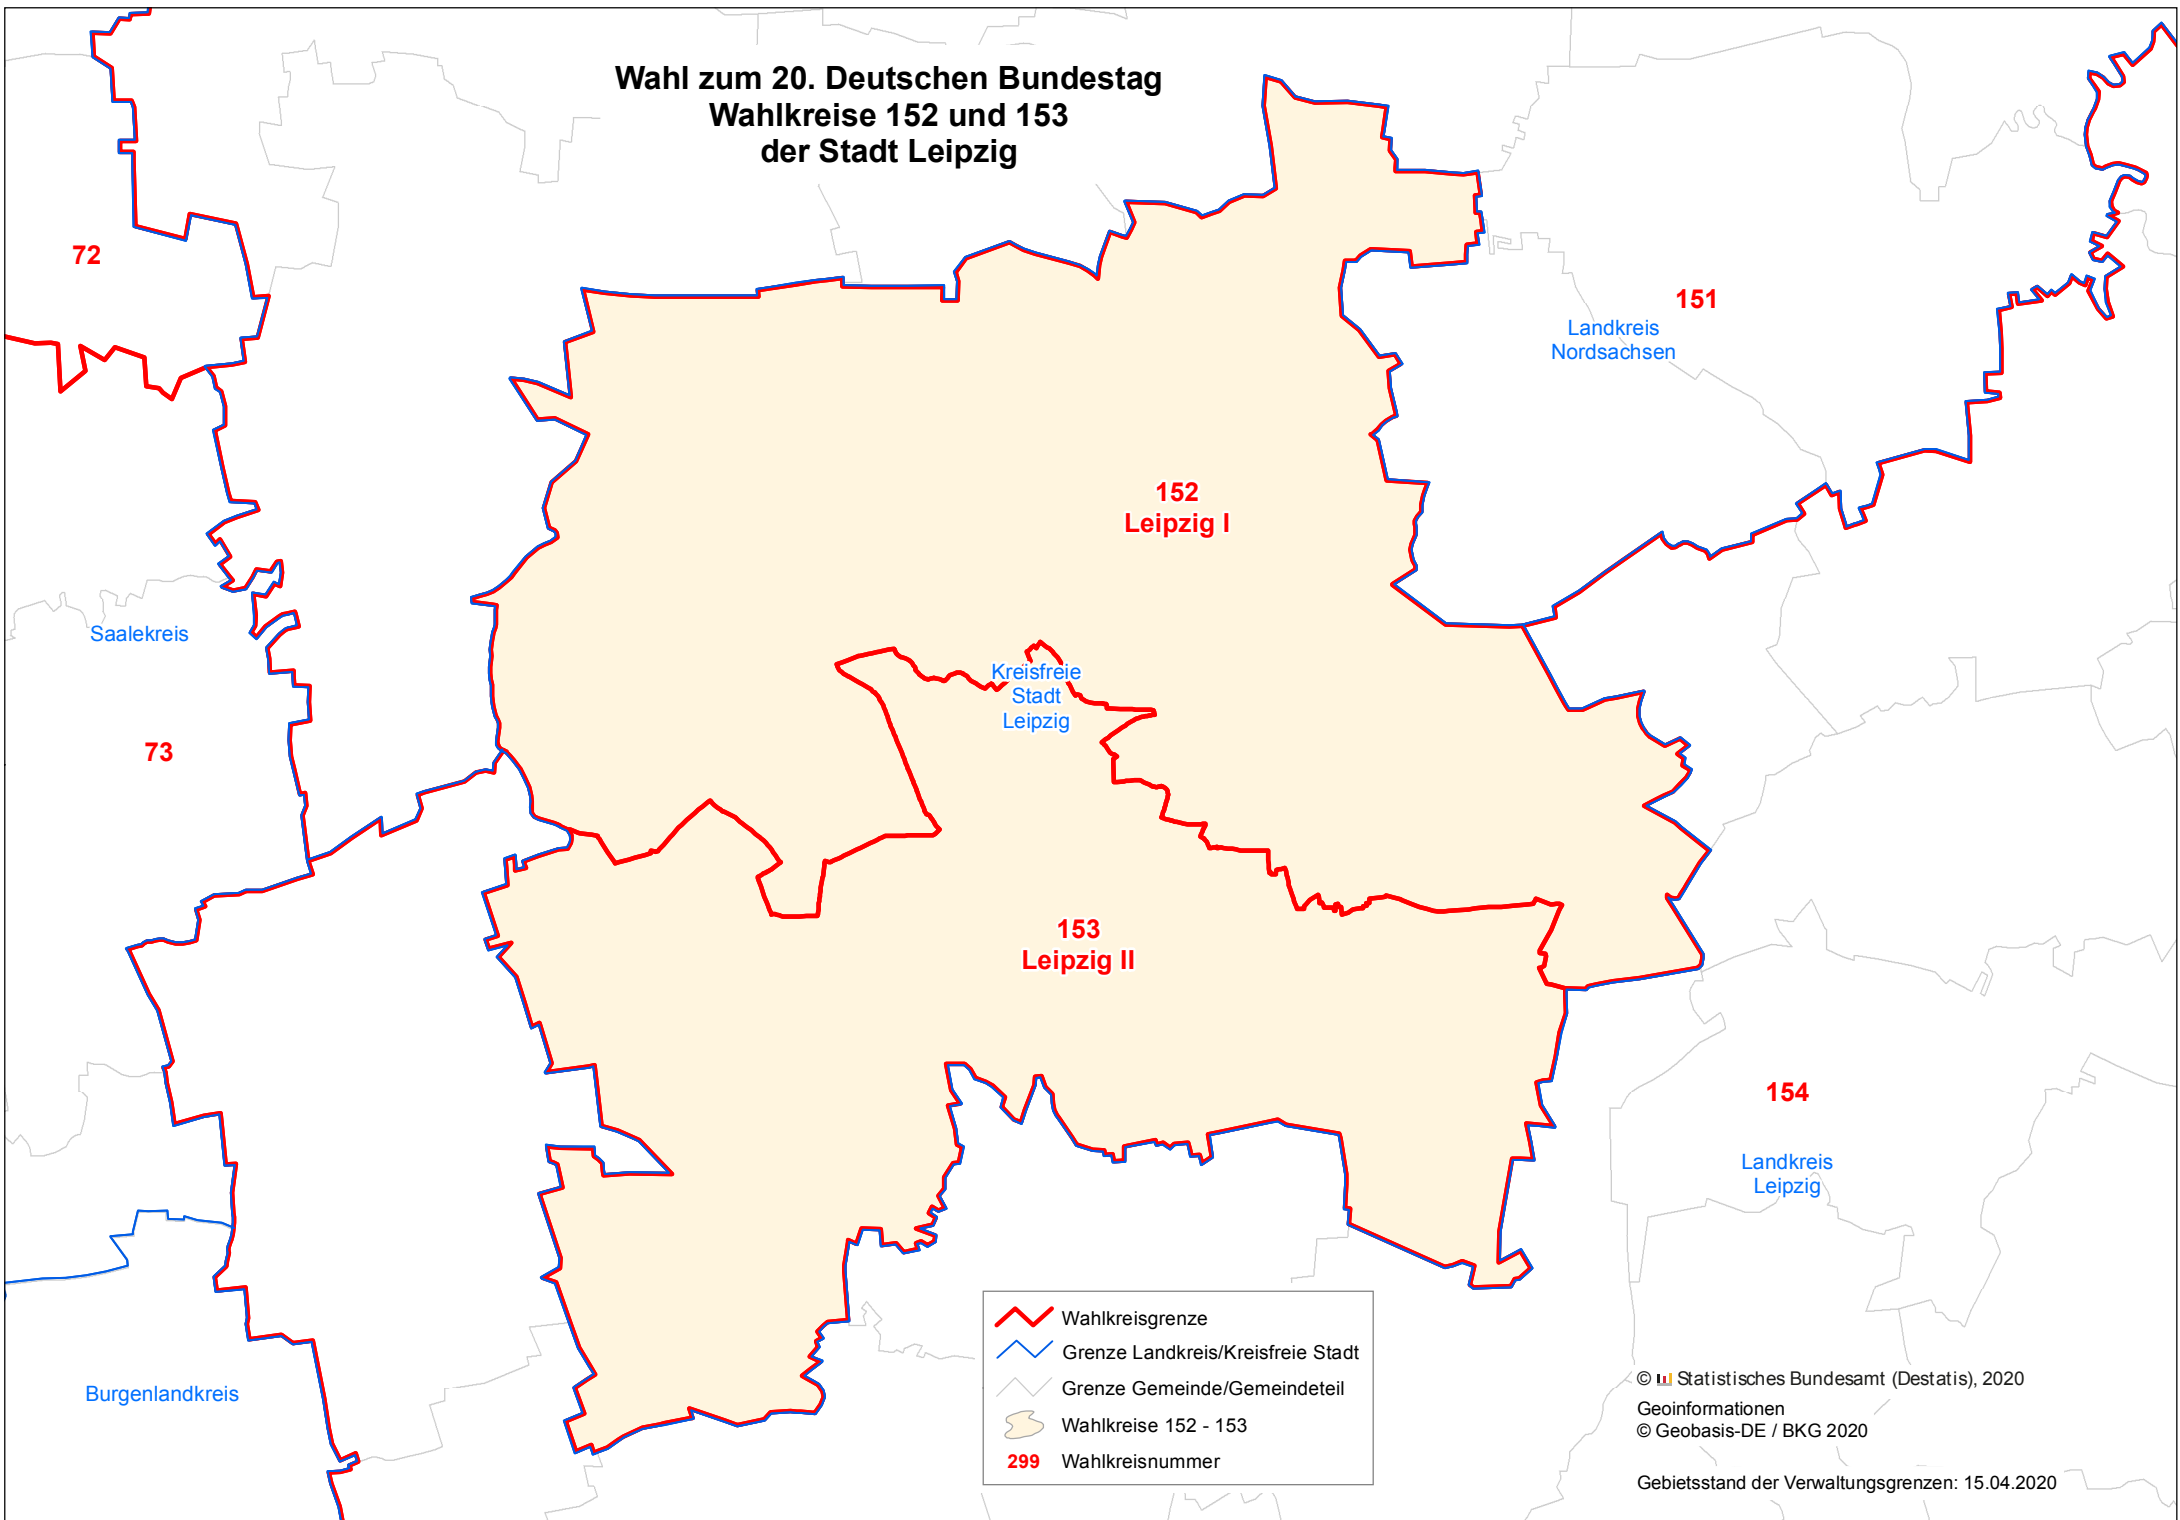 Wahl zum 20. Deutschen Bundestag
Wahlkreise 152 und 153
der Stadt Leipzig
72
151
Landkreis
Nordsachsen
152
Leipzig I
Saalekreis
Kreisfreie
Stadt
Leipzig
73
153
Leipzig II
154
Landkreis
Leipzig
Burgenlandkreis
Wahlkreisgrenze
Grenze Landkreis/Kreisfreie Stadt
Grenze Gemeinde/Gemeindeteil
Wahlkreise 152 - 153
299 Wahlkreisnummer
© Statistisches Bundesamt (Destatis), 2020
Geoinformationen
© Geobasis-DE / BKG 2020
Gebietsstand der Verwaltungsgrenzen: 15.04.2020